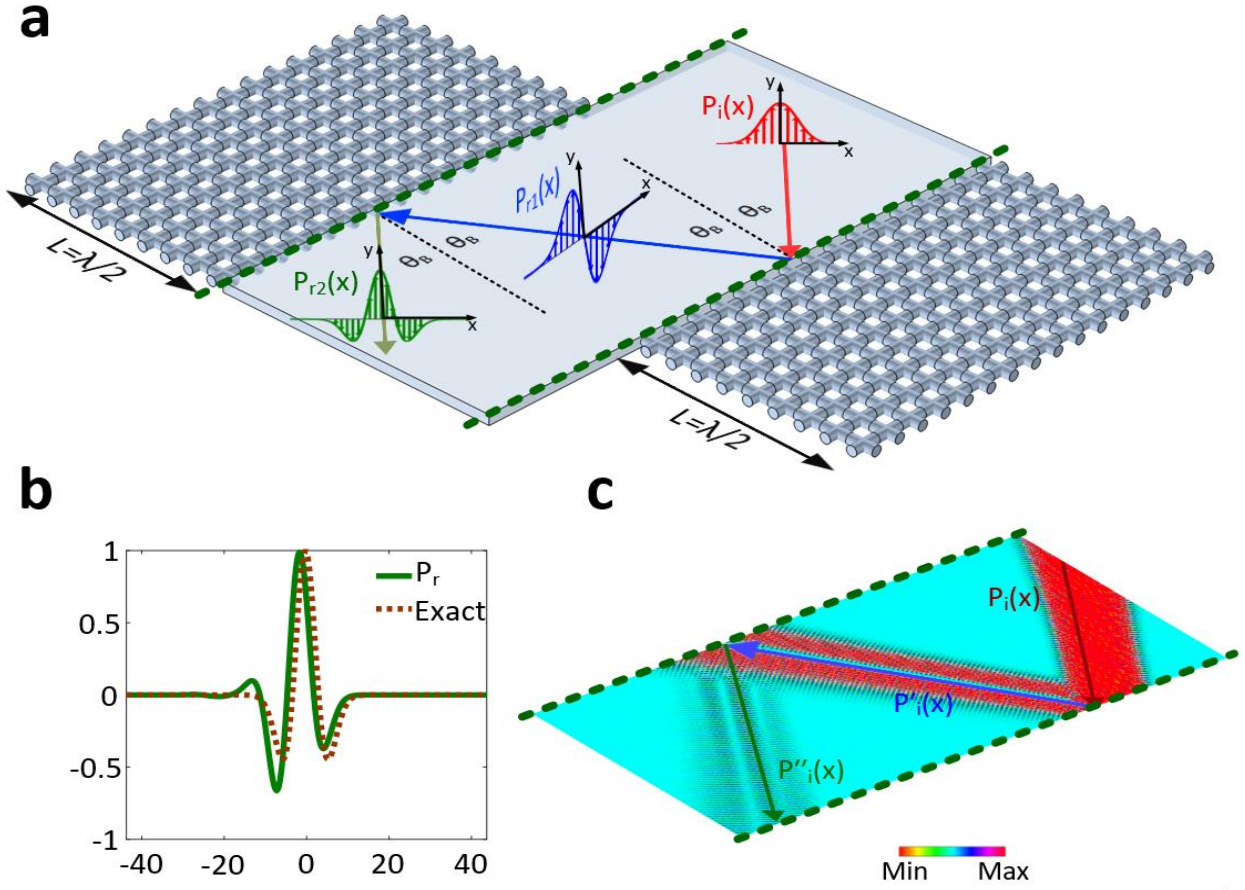 a
y
Pi(x)
x
y
x
Pr1(x)
ΘB
ΘB
ΘB
ΘB
y
Pr2(x)
x
L=λ/2
L=λ/2
b
1
0.5
0
-0.5
-1
-40 -20 0 20 40
Pr
Exact
c
Pi(x)
P'i(x)
P''i(x)
Min Max